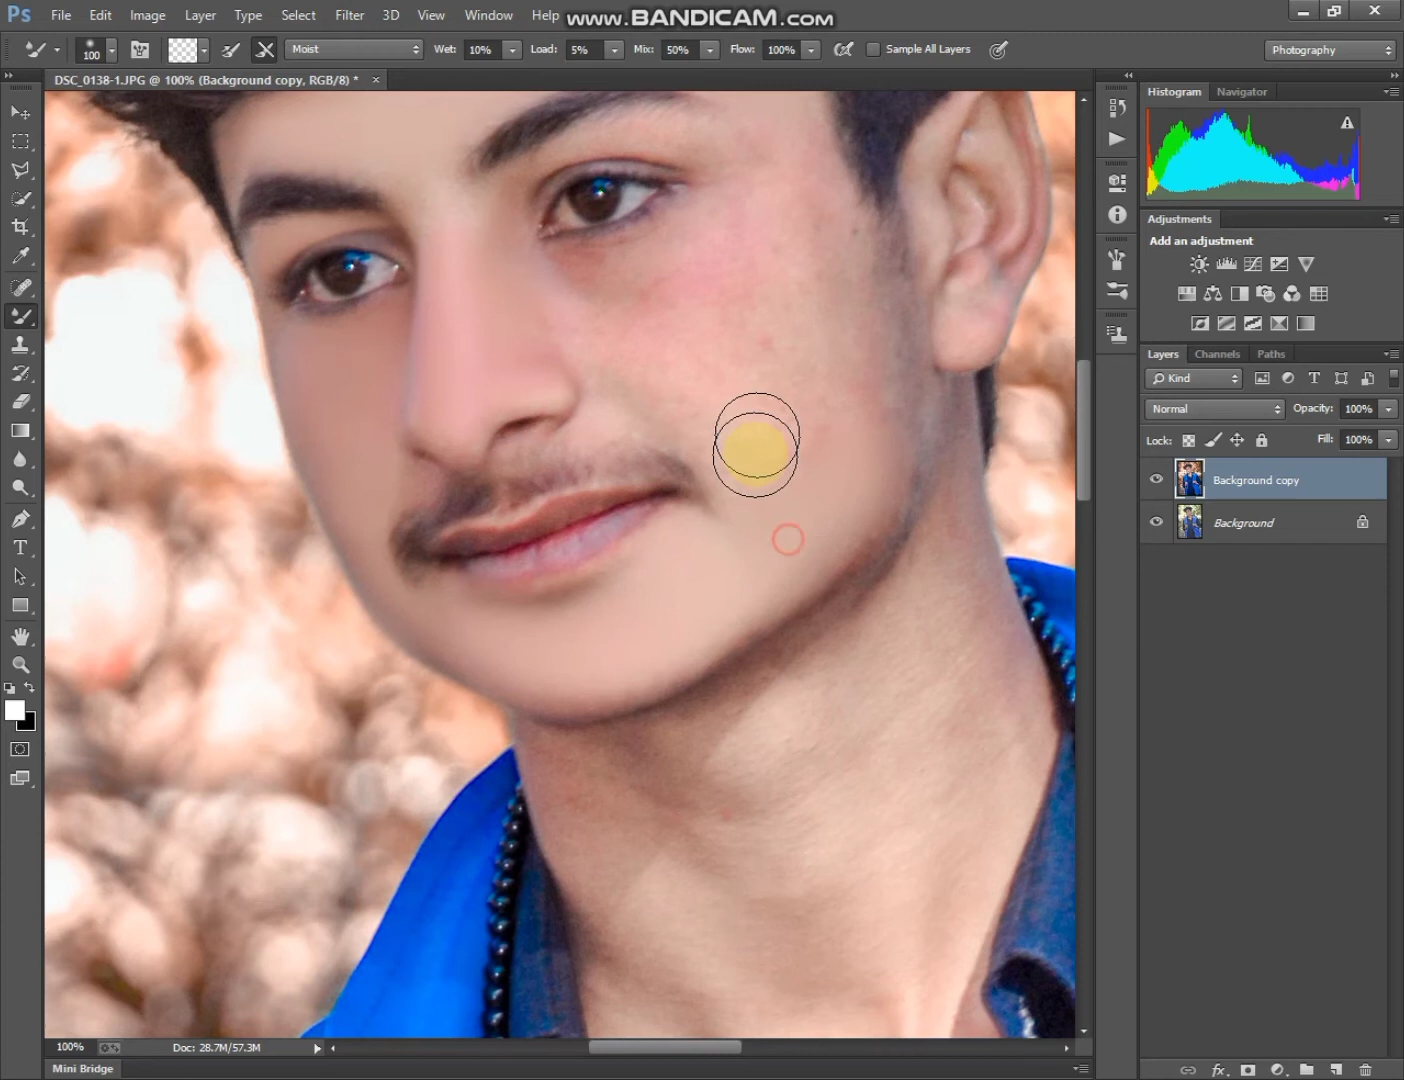 Ps File Edit Image Layer Type Select Filter 3D View Window Help www.BANDICAM.com
100 Moist Wet: 10% Load: 5% Mix: 50% Flow: 100% Sample All Layers Photography
DSC_0138-1.JPG @ 100% (Background copy, RGB/8) * ×
Histogram Navigator
Adjustments
Add an adjustment
Layers Channels Paths
Kind
Normal Opacity: 100%
Lock: Fill: 100%
Background copy
Background
100% Doc: 28.7M/57.3M
Mini Bridge